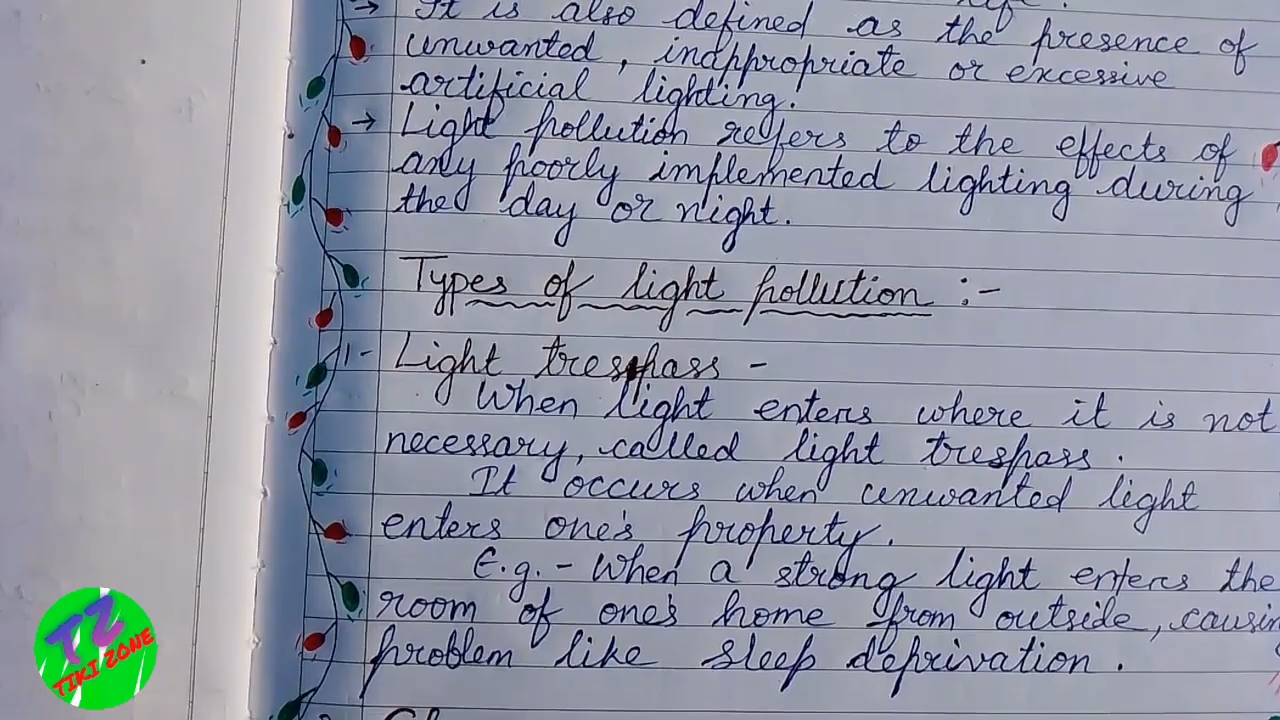 → It is also defined as the presence of
unwanted, inappropriate or excessive
artificial lighting.
→ Light pollution refers to the effects of
any poorly implemented lighting during
the day or night.
Types of light pollution :-
1- Light trespass -
When light enters where it is not
necessary, called light trespass.
It occurs when unwanted light
enters one's property.
E.g. - When a strong light enters the
room of one's home from outside, causin
problem like sleep deprivation.
TZ
TIKI ZONE